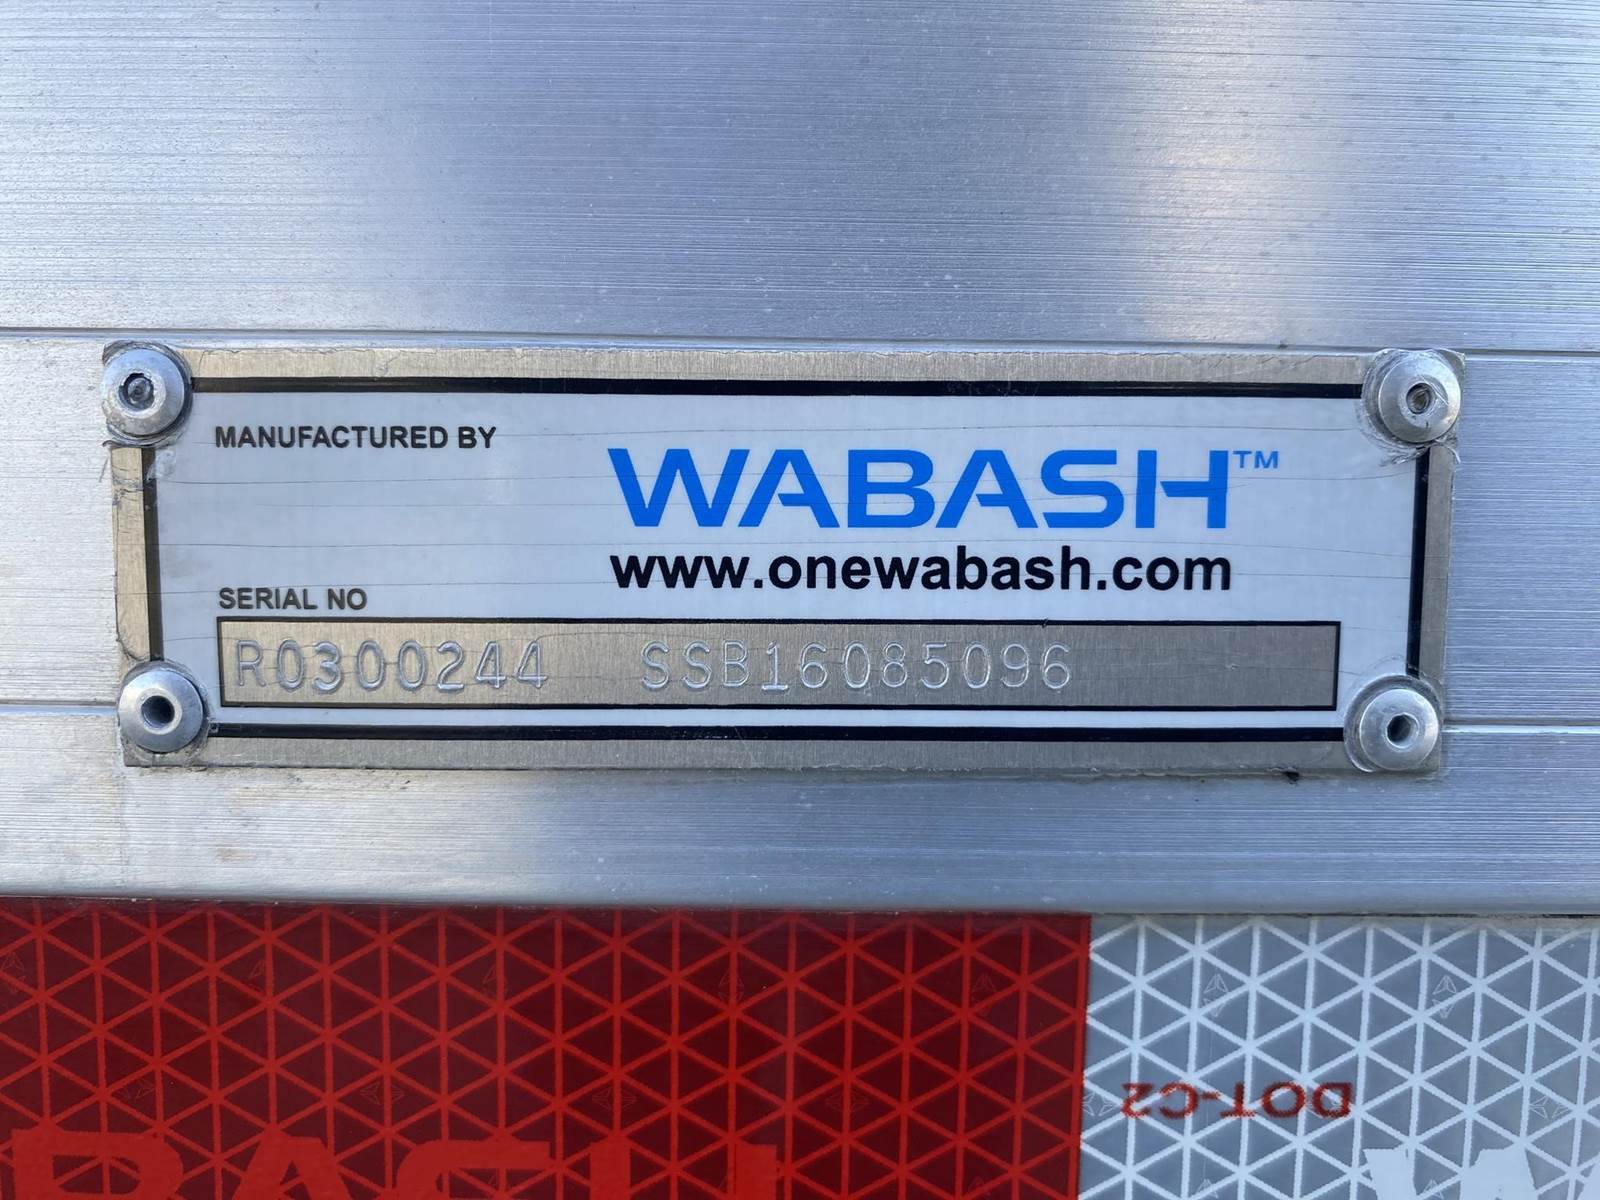 MANUFACTURED BY
WABASH™
www.onewabash.com
SERIAL NO
R0300244 SSB16085096
DOT-C2